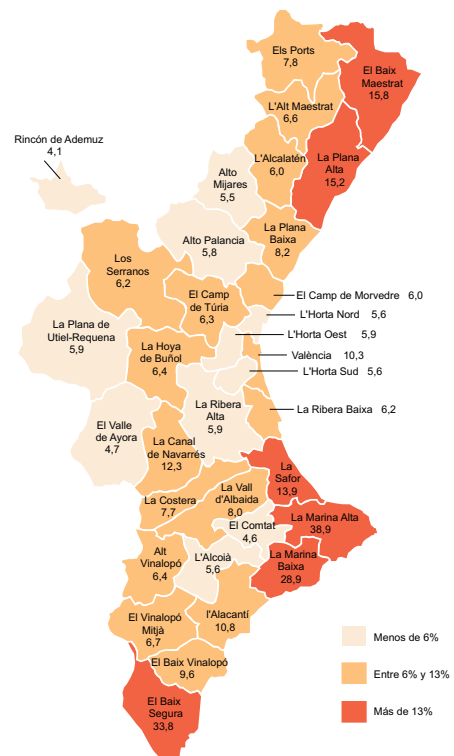 Els Ports
7,8
El Baix
Maestrat
15,8
L'Alt Maestrat
6,6
Rincón de Ademuz
4,1
L'Alcalatén
6,0
La Plana
Alta
15,2
Alto
Mijares
5,5
La Plana
Baixa
8,2
Alto Palancia
5,8
Los
Serranos
6,2
El Camp
de Túria
6,3
El Camp de Morvedre 6,0
L'Horta Nord 5,6
La Plana de
Utiel-Requena
5,9
L'Horta Oest 5,9
La Hoya
de Buñol
6,4
València 10,3
L'Horta Sud 5,6
La Ribera
Alta
5,9
La Ribera Baixa 6,2
El Valle
de Ayora
4,7
La Canal
de Navarrés
12,3
La
Safor
13,9
La Vall
d'Albaida
8,0
La Costera
7,7
La Marina Alta
38,9
El Comtat
4,6
Alt
Vinalopó
6,4
L'Alcoià
5,6
La Marina
Baixa
28,9
l'Alacantí
10,8
El Vinalopó
Mitjà
6,7
El Baix Vinalopó
9,6
El Baix
Segura
33,8
Menos de 6%
Entre 6% y 13%
Más de 13%